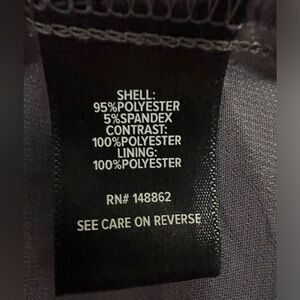 SHELL:
95%POLYESTER
5%SPANDEX
CONTRAST:
100%POLYESTER
LINING:
100%POLYESTER
RN# 148862
SEE CARE ON REVERSE